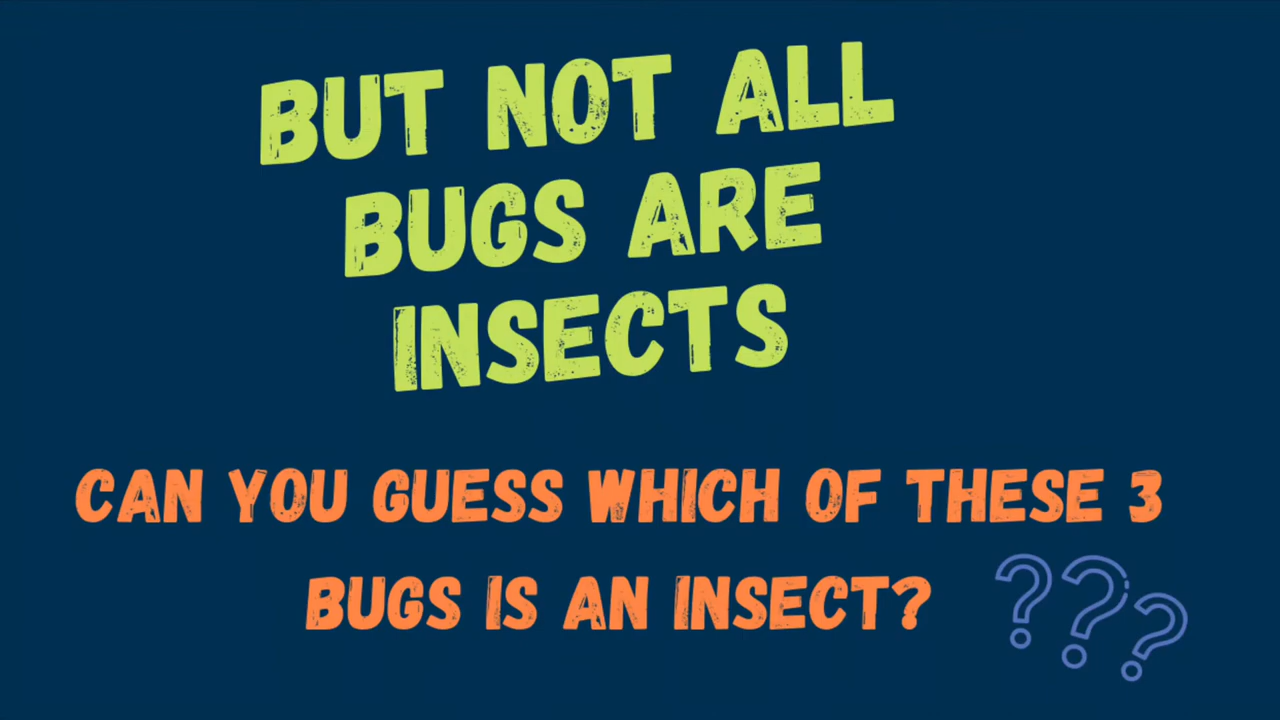 BUT NOT ALL
BUGS ARE
INSECTS
CAN YOU GUESS WHICH OF THESE 3
BUGS IS AN INSECT?
???